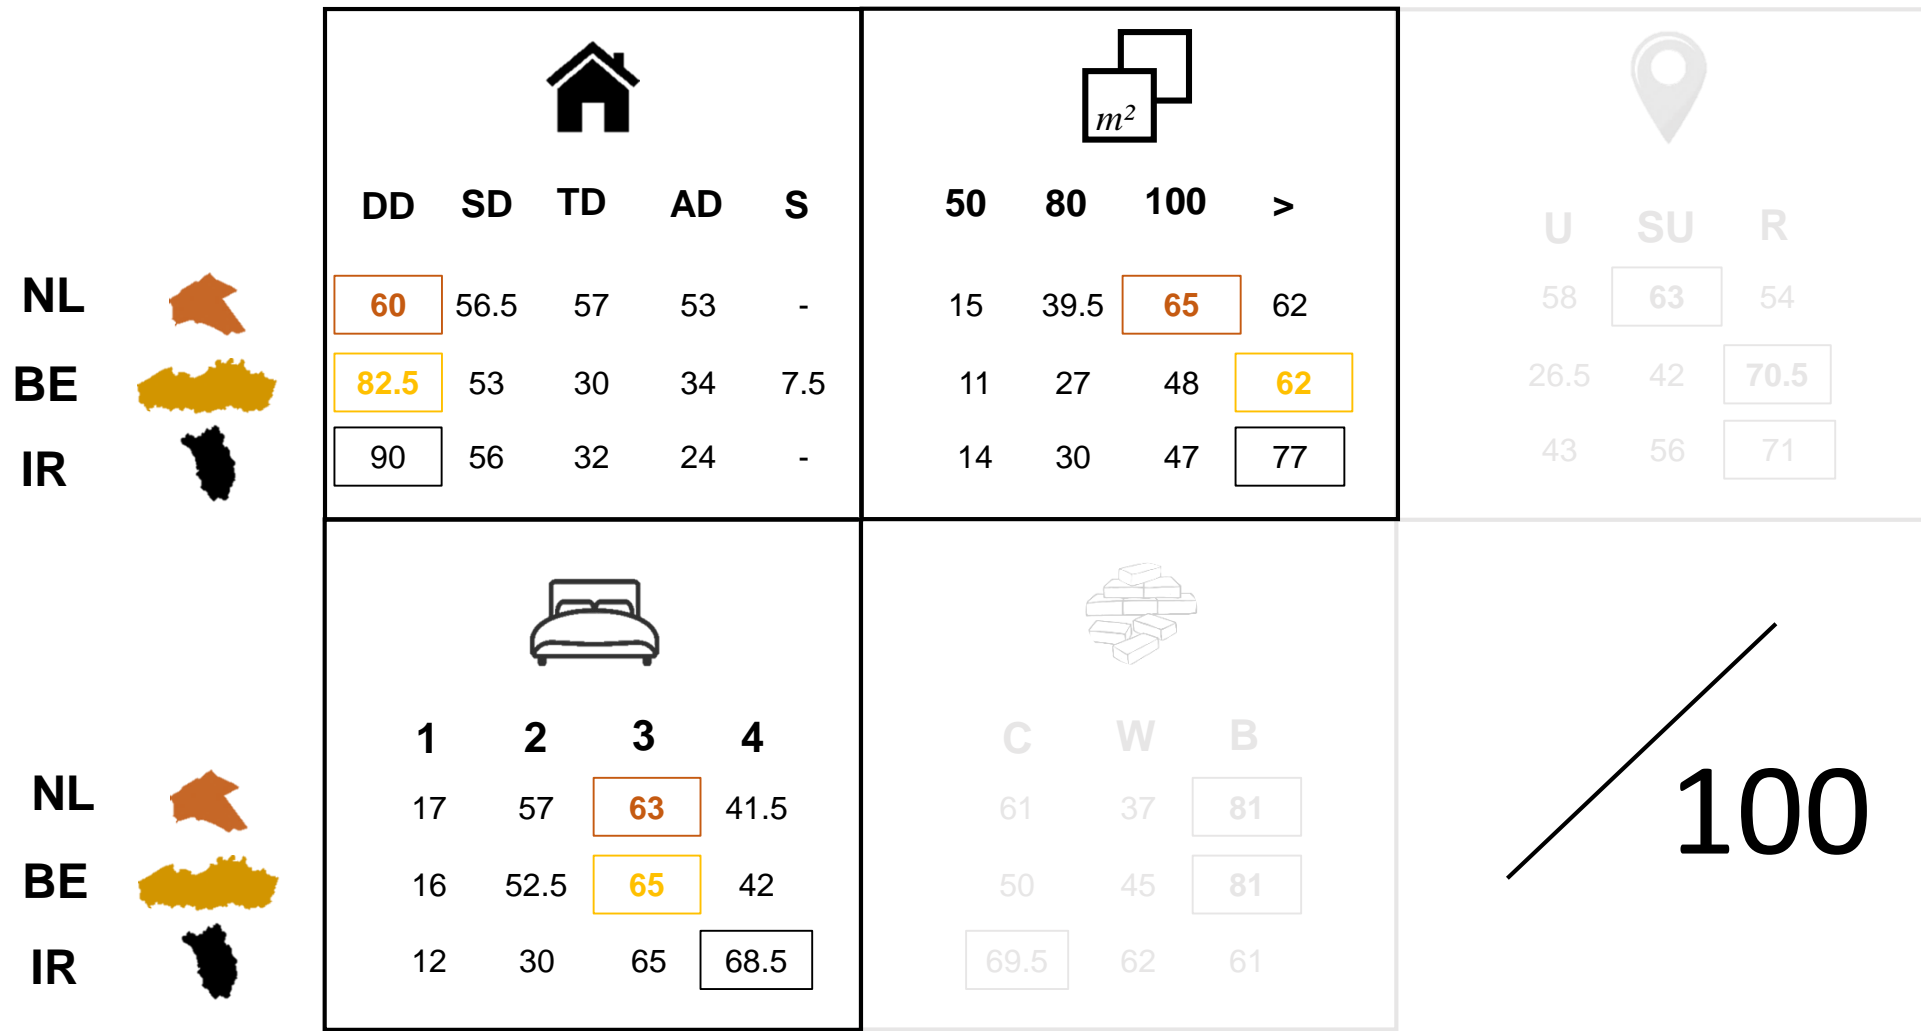 m²
DD SD TD AD S
50 80 100 >
U SU R
NL 60 56.5 57 53 - 15 39.5 65 62 58 63 54
BE 82.5 53 30 34 7.5 11 27 48 62 26.5 42 70.5
IR 90 56 32 24 - 14 30 47 77 43 56 71
1 2 3 4
C W B
NL 17 57 63 41.5 61 37 81
BE 16 52.5 65 42 50 45 81
IR 12 30 65 68.5 69.5 62 61
100